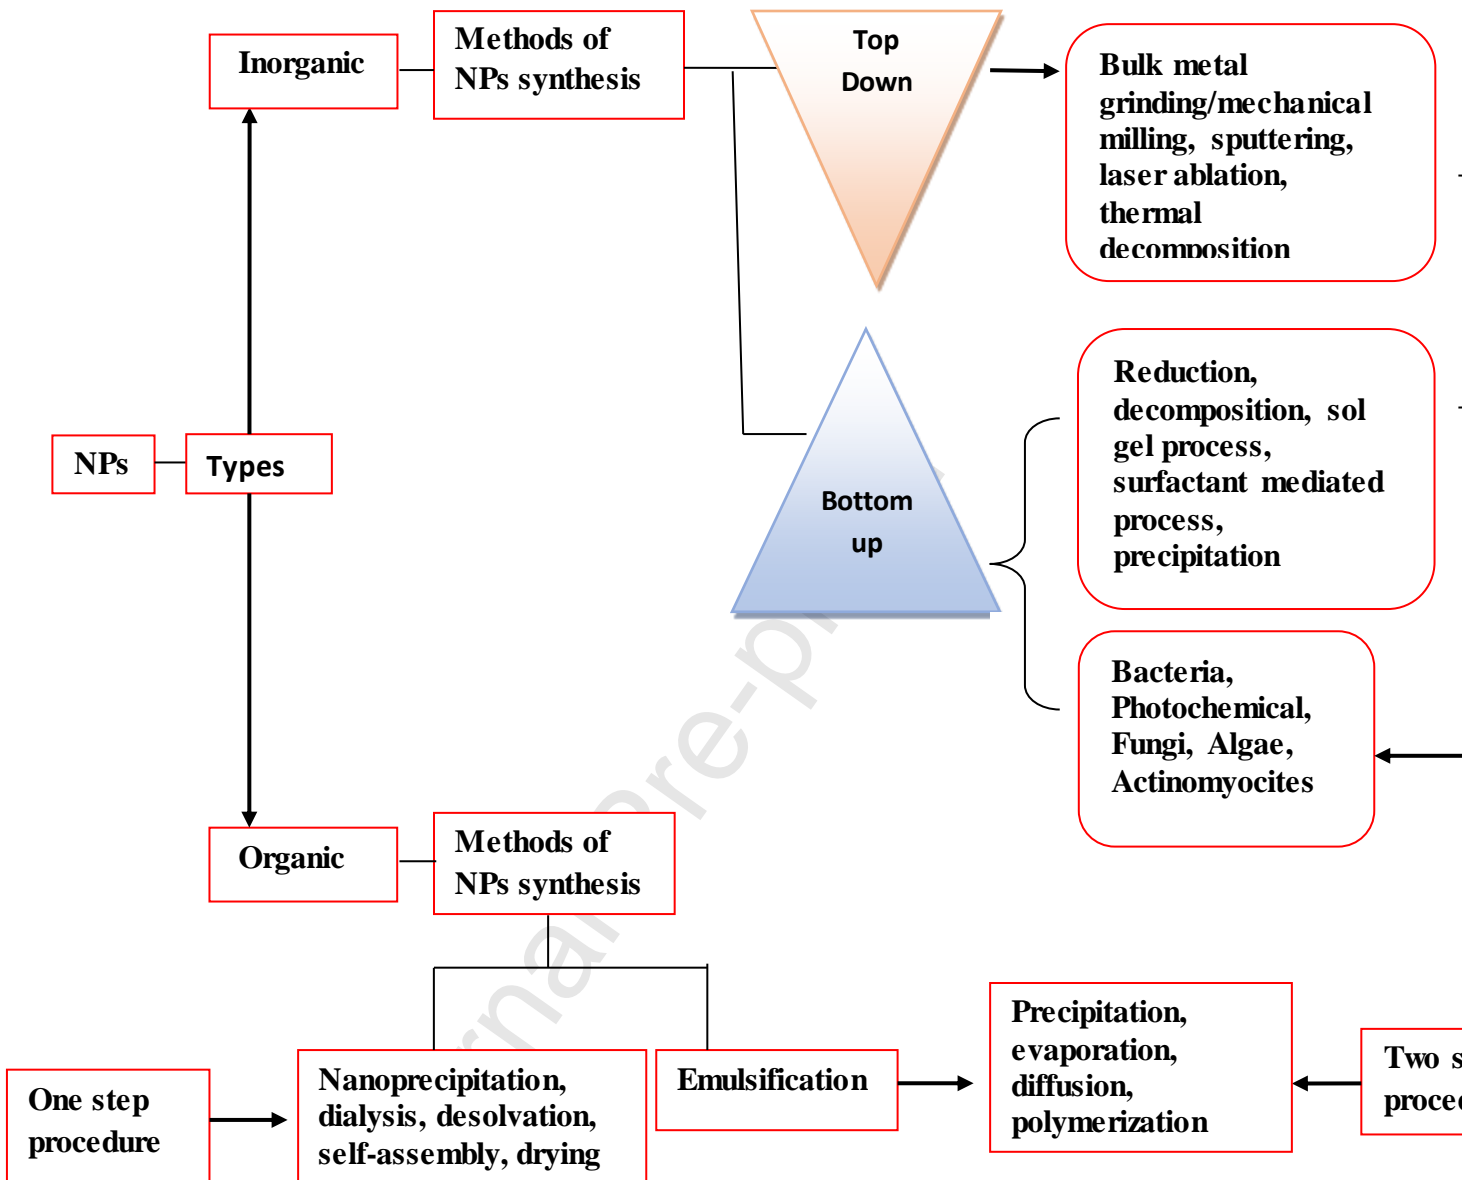 Inorganic
Methods of
NPs synthesis
Top
Down
Bulk metal
grinding/mechanical
milling, sputtering,
laser ablation,
thermal
decomposition
Reduction,
decomposition, sol
gel process,
surfactant mediated
process,
precipitation
NPs
Types
Bottom
up
Bacteria,
Photochemical,
Fungi, Algae,
Actinomyocites
Organic
Methods of
NPs synthesis
One step
procedure
Nanoprecipitation,
dialysis, desolvation,
self-assembly, drying
Emulsification
Precipitation,
evaporation,
diffusion,
polymerization
Two